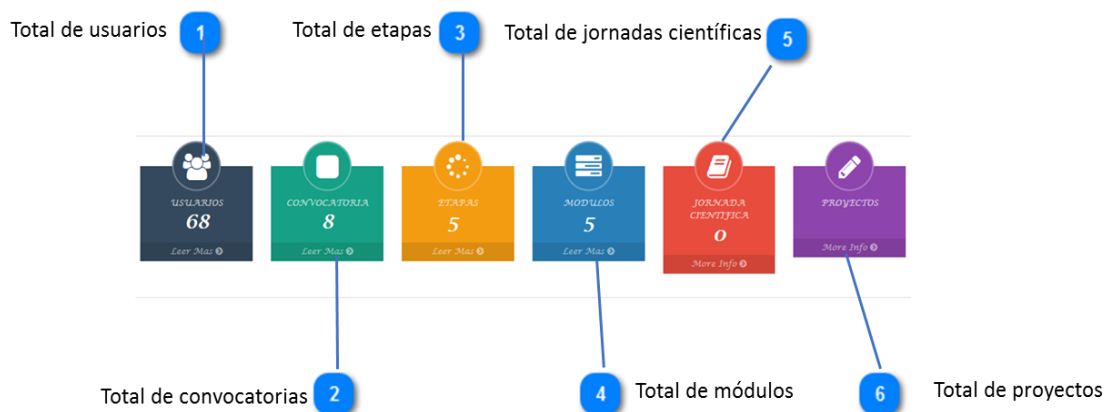 Total de usuarios 1
Total de etapas 3
Total de jornadas científicas 5
USUARIOS
68
Leer Mas
CONVOCATORIA
8
Leer Mas
ETAPAS
5
Leer Mas
MODULOS
5
Leer Mas
JORNADA
CIENTIFICA
0
More Info
PROYECTOS
More Info
Total de convocatorias 2
4 Total de módulos
6 Total de proyectos